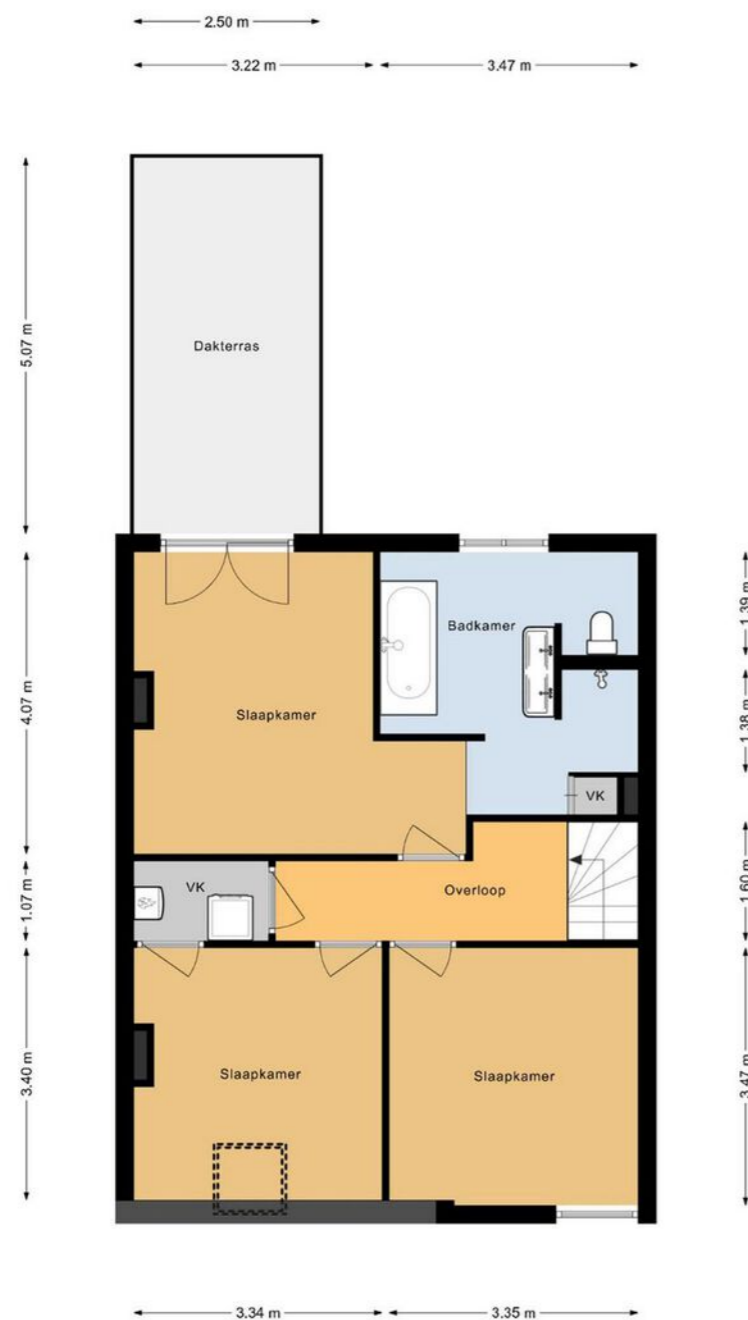 2.50 m
3.22 m
3.47 m
5.07 m
Dakterras
4.07 m
1.39 m
Badkamer
Slaapkamer
1.38 m
VK
1.07 m
VK
Overloop
1.60 m
3.40 m
Slaapkamer
Slaapkamer
3.47 m
3.34 m
3.35 m